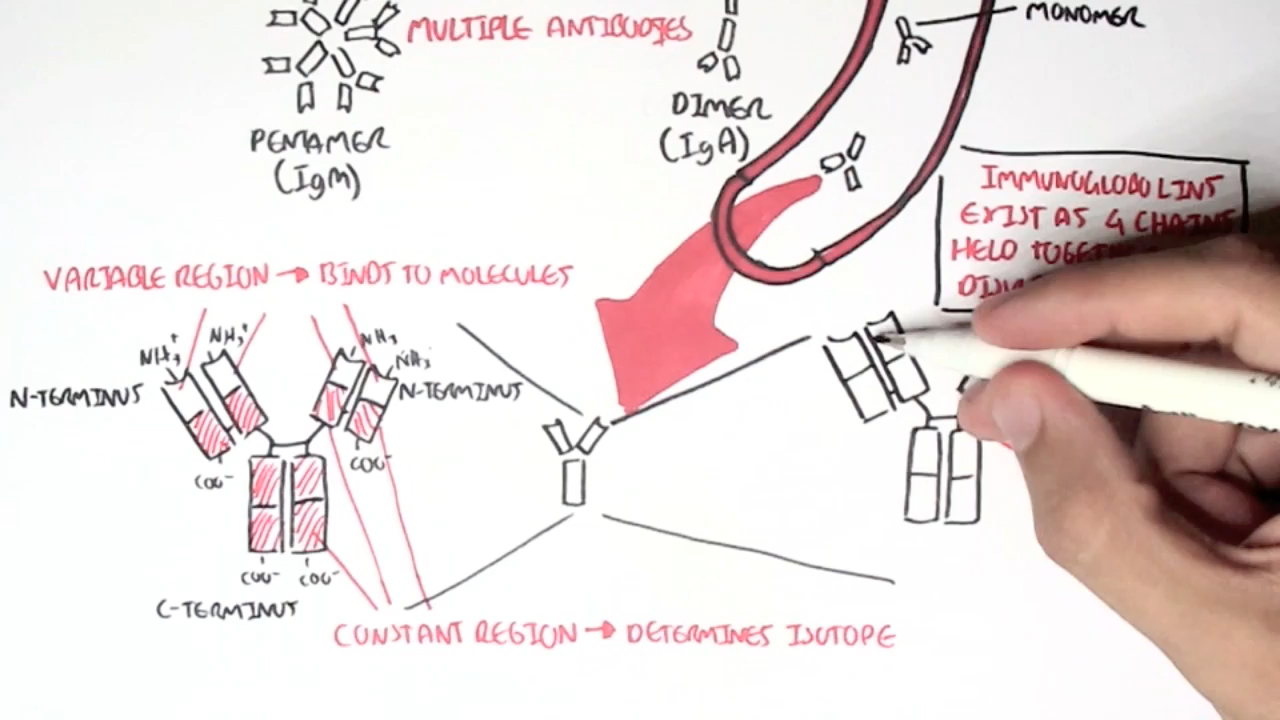 MULTIPLE ANTIBODIES
MONOMER
PENTAMER
(IgM)
DIMER
(IgA)
IMMUNOGLOBULINS
EXIST AS 4 CHAINS
HELD
VARIABLE REGION → BINDS TO MOLECULES
NH₃⁺
NH₃⁺
NH₃
NH₃
N-TERMINUS
N-TERMINUS
COO⁻
COO⁻
COO⁻
COO⁻
C-TERMINUS
CONSTANT REGION → DETERMINES ISOTOPE